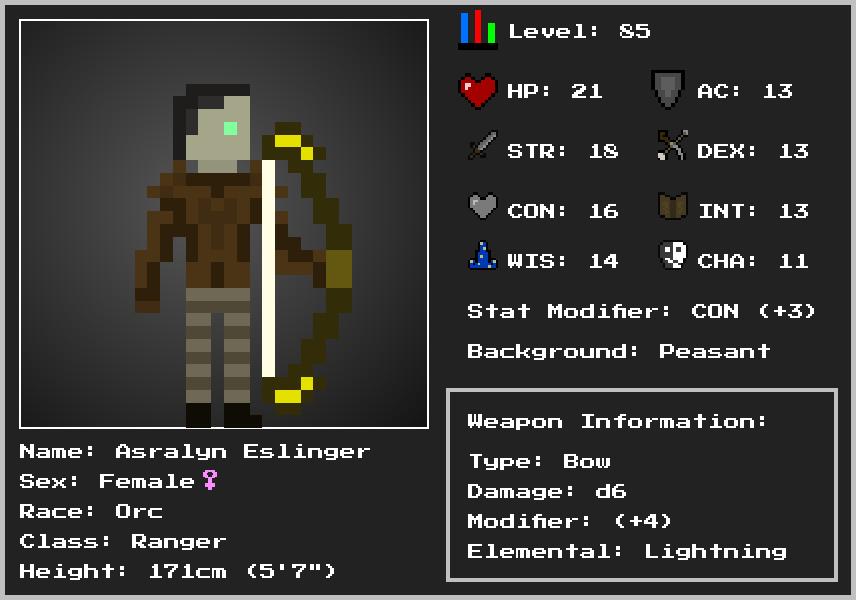 Level: 85
HP: 21
AC: 13
STR: 18
DEX: 13
CON: 16
INT: 13
WIS: 14
CHA: 11
Stat Modifier: CON (+3)
Background: Peasant
Name: Asralyn Eslinger
Sex: Female♀
Race: Orc
Class: Ranger
Height: 171cm (5'7")
Weapon Information:
Type: Bow
Damage: d6
Modifier: (+4)
Elemental: Lightning